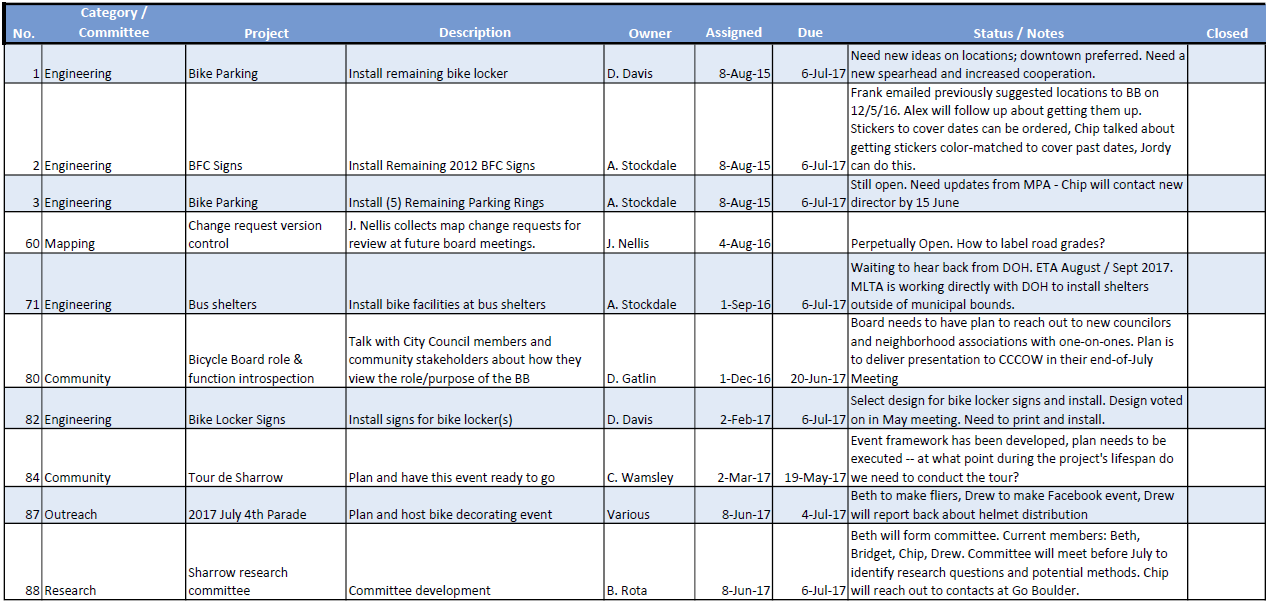 No. Category / Committee Project Description Owner Assigned Due Status / Notes Closed
1 Engineering Bike Parking Install remaining bike locker D. Davis 8-Aug-15 6-Jul-17 Need new ideas on locations; downtown preferred. Need a
new spearhead and increased cooperation.
2 Engineering BFC Signs Install Remaining 2012 BFC Signs A. Stockdale 8-Aug-15 6-Jul-17 Frank emailed previously suggested locations to BB on
12/5/16. Alex will follow up about getting them up.
Stickers to cover dates can be ordered, Chip talked about
getting stickers color-matched to cover past dates, Jordy
can do this.
3 Engineering Bike Parking Install (5) Remaining Parking Rings A. Stockdale 8-Aug-15 6-Jul-17 Still open. Need updates from MPA - Chip will contact new
director by 15 June
60 Mapping Change request version
control
J. Nellis collects map change requests for
review at future board meetings.
J. Nellis 4-Aug-16 Perpetually Open. How to label road grades?
71 Engineering Bus shelters Install bike facilities at bus shelters A. Stockdale 1-Sep-16 6-Jul-17 Waiting to hear back from DOH. ETA August / Sept 2017.
MLTA is working directly with DOH to install shelters
outside of municipal bounds.
80 Community Bicycle Board role &
function introspection
Talk with City Council members and
community stakeholders about how they
view the role/purpose of the BB
D. Gatlin 1-Dec-16 20-Jun-17 Board needs to have plan to reach out to new councilors
and neighborhood associations with one-on-ones. Plan is
to deliver presentation to CCCOW in their end-of-July
Meeting
82 Engineering Bike Locker Signs Install signs for bike locker(s) D. Davis 2-Feb-17 6-Jul-17 Select design for bike locker signs and install. Design voted
on in May meeting. Need to print and install.
84 Community Tour de Sharrow Plan and have this event ready to go C. Wamsley 2-Mar-17 19-May-17 Event framework has been developed, plan needs to be
executed -- at what point during the project's lifespan do
we need to conduct the tour?
87 Outreach 2017 July 4th Parade Plan and host bike decorating event Various 8-Jun-17 4-Jul-17 Beth to make fliers, Drew to make Facebook event, Drew
will report back about helmet distribution
88 Research Sharrow research
committee
Committee development B. Rota 8-Jun-17 6-Jul-17 Beth will form committee. Current members: Beth,
Bridget, Chip, Drew. Committee will meet before July to
identify research questions and potential methods. Chip
will reach out to contacts at Go Boulder.